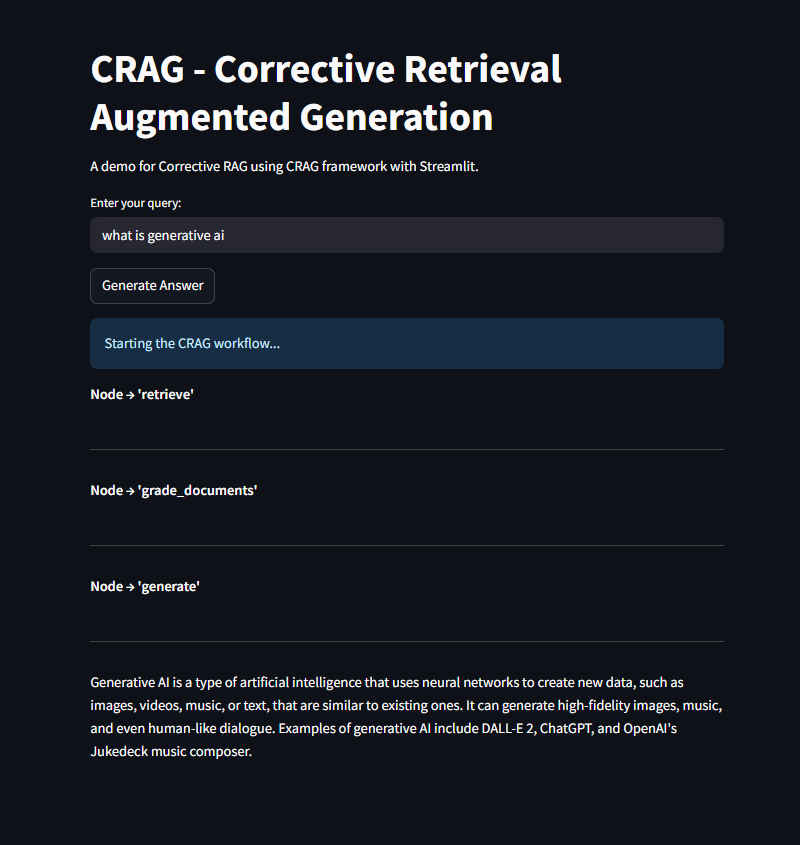 CRAG - Corrective Retrieval
Augmented Generation
A demo for Corrective RAG using CRAG framework with Streamlit.
Enter your query:
what is generative ai
Generate Answer
Starting the CRAG workflow...
Node → 'retrieve'
Node → 'grade_documents'
Node → 'generate'
Generative AI is a type of artificial intelligence that uses neural networks to create new data, such as
images, videos, music, or text, that are similar to existing ones. It can generate high-fidelity images, music,
and even human-like dialogue. Examples of generative AI include DALL-E 2, ChatGPT, and OpenAI's
Jukedeck music composer.